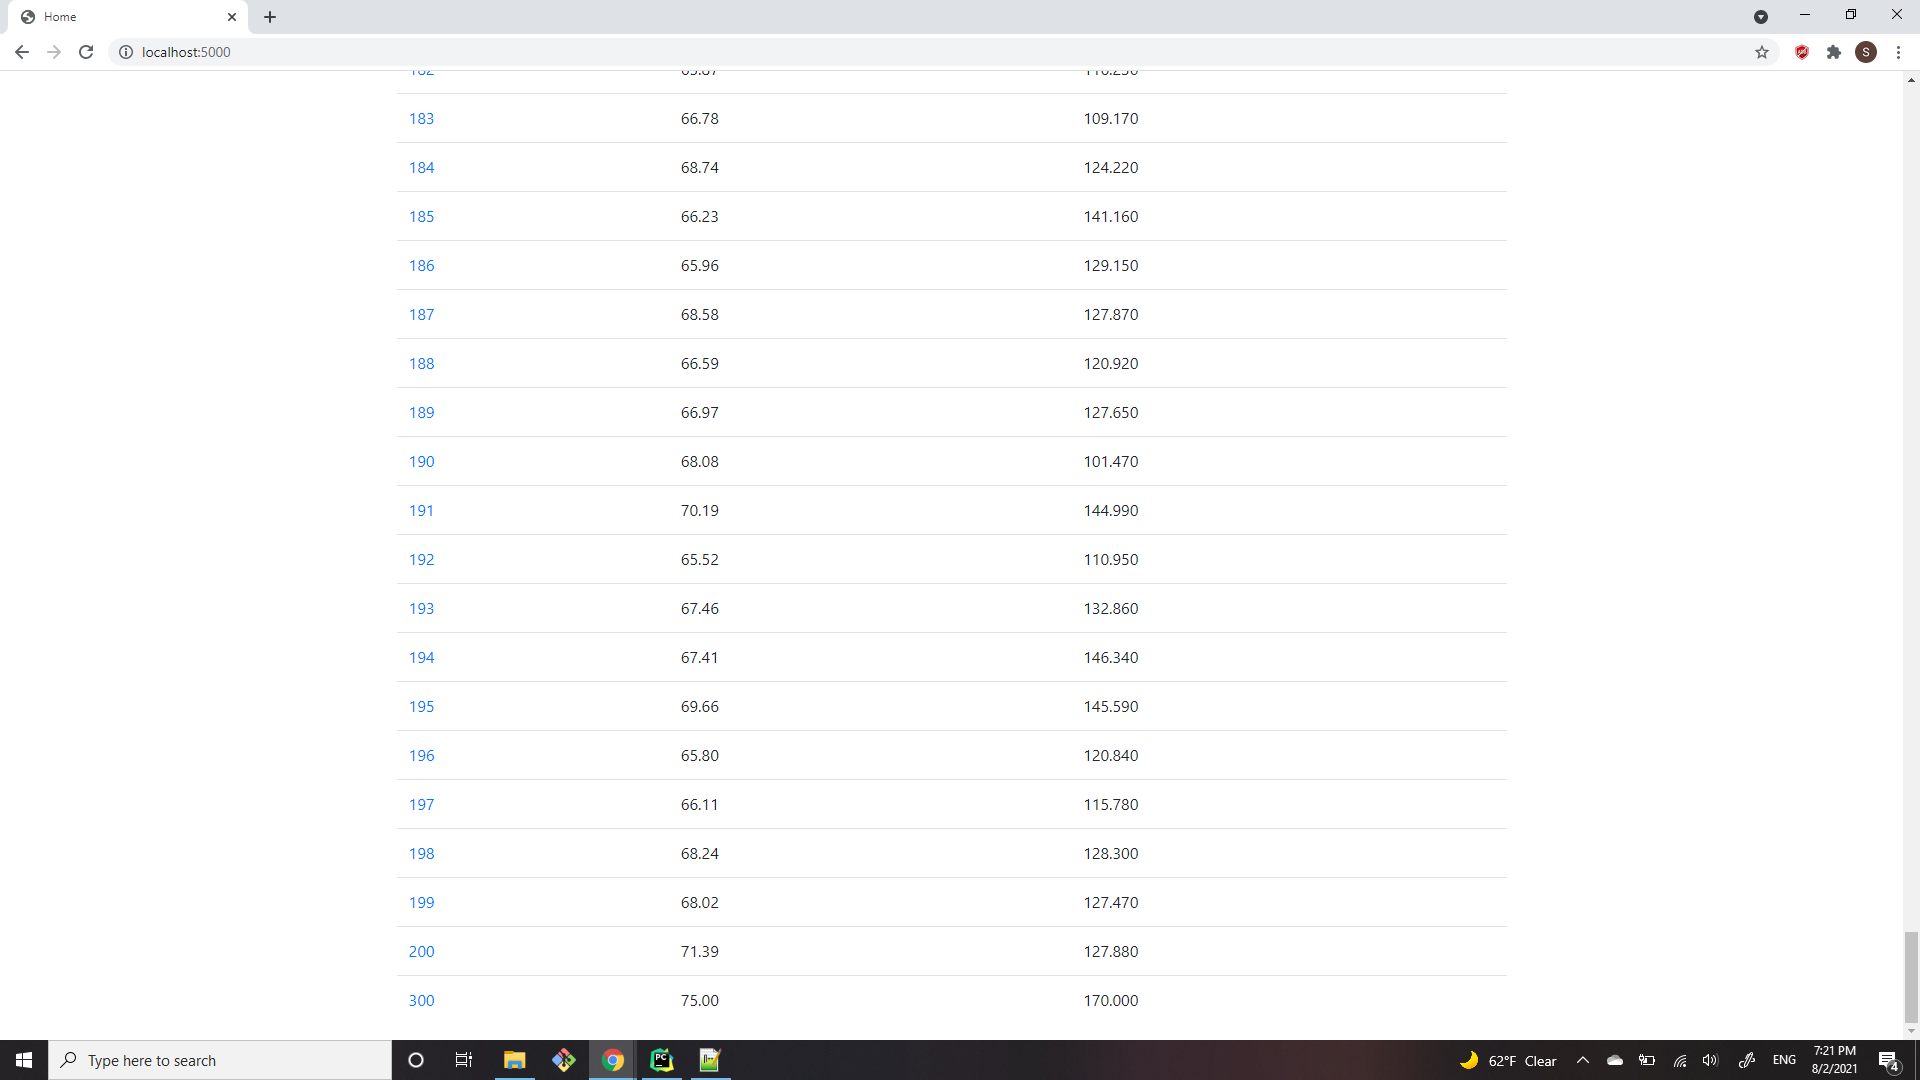 Home
localhost:5000
183 66.78 109.170
184 68.74 124.220
185 66.23 141.160
186 65.96 129.150
187 68.58 127.870
188 66.59 120.920
189 66.97 127.650
190 68.08 101.470
191 70.19 144.990
192 65.52 110.950
193 67.46 132.860
194 67.41 146.340
195 69.66 145.590
196 65.80 120.840
197 66.11 115.780
198 68.24 128.300
199 68.02 127.470
200 71.39 127.880
300 75.00 170.000
Type here to search
62°F Clear
ENG
7:21 PM
8/2/2021
4